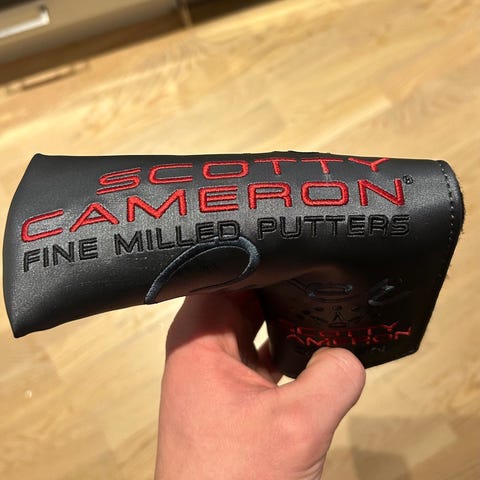 SCOTTY
CAMERON®
FINE MILLED PUTTERS
SCOTTY
CAMERON